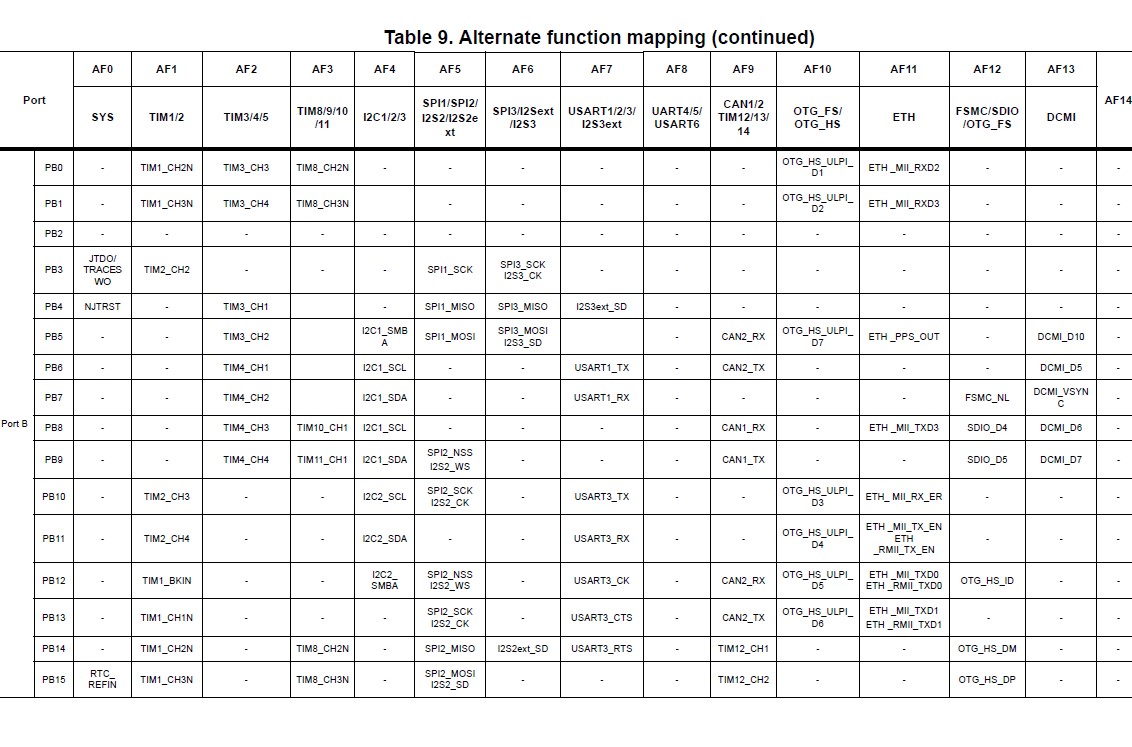 Table 9. Alternate function mapping (continued)
Port AF0 AF1 AF2 AF3 AF4 AF5 AF6 AF7 AF8 AF9 AF10 AF11 AF12 AF13 AF14
SYS TIM1/2 TIM3/4/5 TIM8/9/10/11 I2C1/2/3 SPI1/SPI2/I2S2/I2S2ext SPI3/I2Sext/I2S3 USART1/2/3/I2S3ext UART4/5/USART6 CAN1/2 TIM12/13/14 OTG_FS/OTG_HS ETH FSMC/SDIO/OTG_FS DCMI
Port B
PB0 - TIM1_CH2N TIM3_CH3 TIM8_CH2N - - - - - - OTG_HS_ULPI_D1 ETH _MII_RXD2 - - -
PB1 - TIM1_CH3N TIM3_CH4 TIM8_CH3N - - - - - OTG_HS_ULPI_D2 ETH _MII_RXD3 - - -
PB2 - - - - - - - - - - - - - - -
PB3 JTDO/TRACESWO TIM2_CH2 - - - SPI1_SCK SPI3_SCK I2S3_CK - - - - - - - -
PB4 NJTRST - TIM3_CH1 - SPI1_MISO SPI3_MISO I2S3ext_SD - - - - - - -
PB5 - - TIM3_CH2 I2C1_SMBA SPI1_MOSI SPI3_MOSI I2S3_SD - CAN2_RX OTG_HS_ULPI_D7 ETH _PPS_OUT - DCMI_D10 -
PB6 - - TIM4_CH1 I2C1_SCL - - USART1_TX - CAN2_TX - - - DCMI_D5 -
PB7 - - TIM4_CH2 I2C1_SDA - - USART1_RX - - - - FSMC_NL DCMI_VSYNC -
PB8 - - TIM4_CH3 TIM10_CH1 I2C1_SCL - - - - CAN1_RX - ETH _MII_TXD3 SDIO_D4 DCMI_D6 -
PB9 - - TIM4_CH4 TIM11_CH1 I2C1_SDA SPI2_NSS I2S2_WS - - - CAN1_TX - - SDIO_D5 DCMI_D7 -
PB10 - TIM2_CH3 - - I2C2_SCL SPI2_SCK I2S2_CK - USART3_TX - - OTG_HS_ULPI_D3 ETH_ MII_RX_ER - - -
PB11 - TIM2_CH4 - - I2C2_SDA - - USART3_RX - - OTG_HS_ULPI_D4 ETH _MII_TX_EN ETH _RMII_TX_EN - - -
PB12 - TIM1_BKIN - - I2C2_SMBA SPI2_NSS I2S2_WS - USART3_CK - CAN2_RX OTG_HS_ULPI_D5 ETH _MII_TXD0 ETH _RMII_TXD0 OTG_HS_ID - -
PB13 - TIM1_CH1N - - - SPI2_SCK I2S2_CK - USART3_CTS - CAN2_TX OTG_HS_ULPI_D6 ETH _MII_TXD1 ETH _RMII_TXD1 - - -
PB14 - TIM1_CH2N - TIM8_CH2N - SPI2_MISO I2S2ext_SD USART3_RTS - TIM12_CH1 - - OTG_HS_DM - -
PB15 RTC_REFIN TIM1_CH3N - TIM8_CH3N - SPI2_MOSI I2S2_SD - - - TIM12_CH2 - - OTG_HS_DP - -